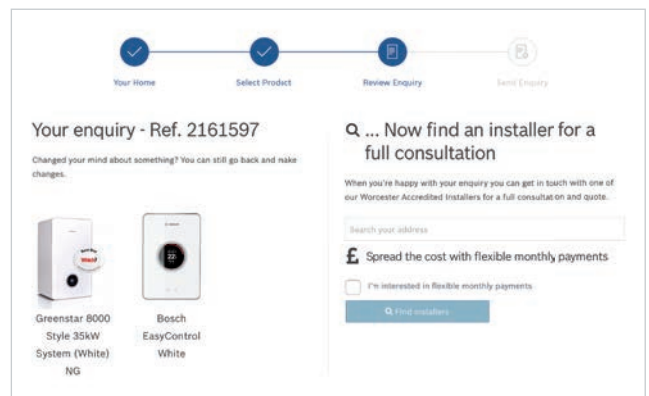 Your Home
Select Product
Review Enquiry
Send Enquiry
Your enquiry - Ref. 2161597
Changed your mind about something? You can still go back and make
changes.
Greenstar 8000
Style 35kW
System (White)
NG
Bosch
EasyControl
White
... Now find an installer for a
full consultation
When you're happy with your enquiry you can get in touch with one of
our Worcester Accredited Installers for a full consultation and quote.
Search your address
£ Spread the cost with flexible monthly payments
I'm interested in flexible monthly payments
Find installers